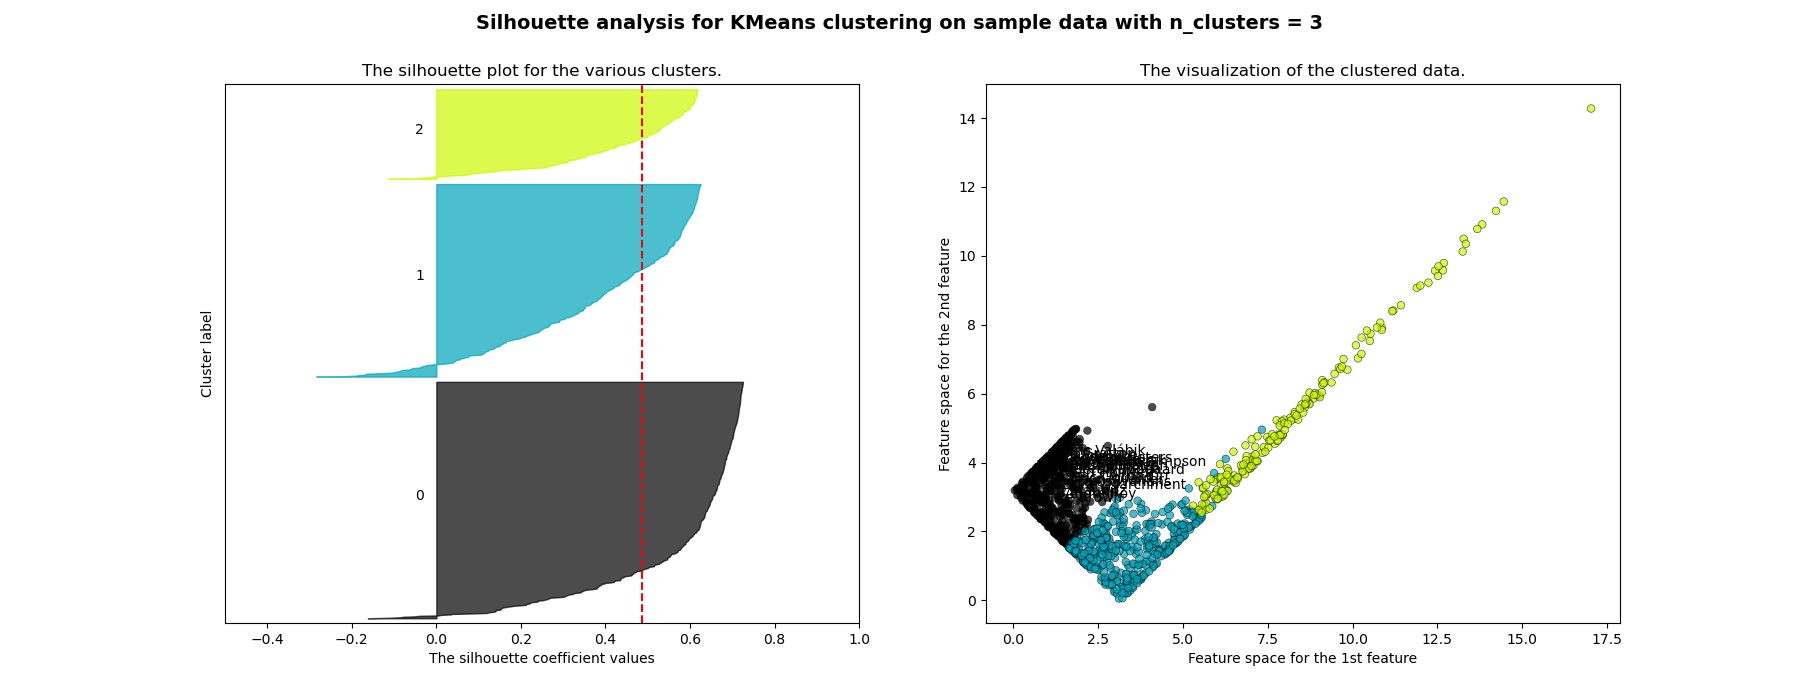 Silhouette analysis for KMeans clustering on sample data with n_clusters = 3
The silhouette plot for the various clusters.
2
1
0
Cluster label
−0.4 −0.2 0.0 0.2 0.4 0.6 0.8 1.0
The silhouette coefficient values
The visualization of the clustered data.
14
12
10
8
6
4
2
0
Feature space for the 2nd feature
0.0 2.5 5.0 7.5 10.0 12.5 15.0 17.5
Feature space for the 1st feature